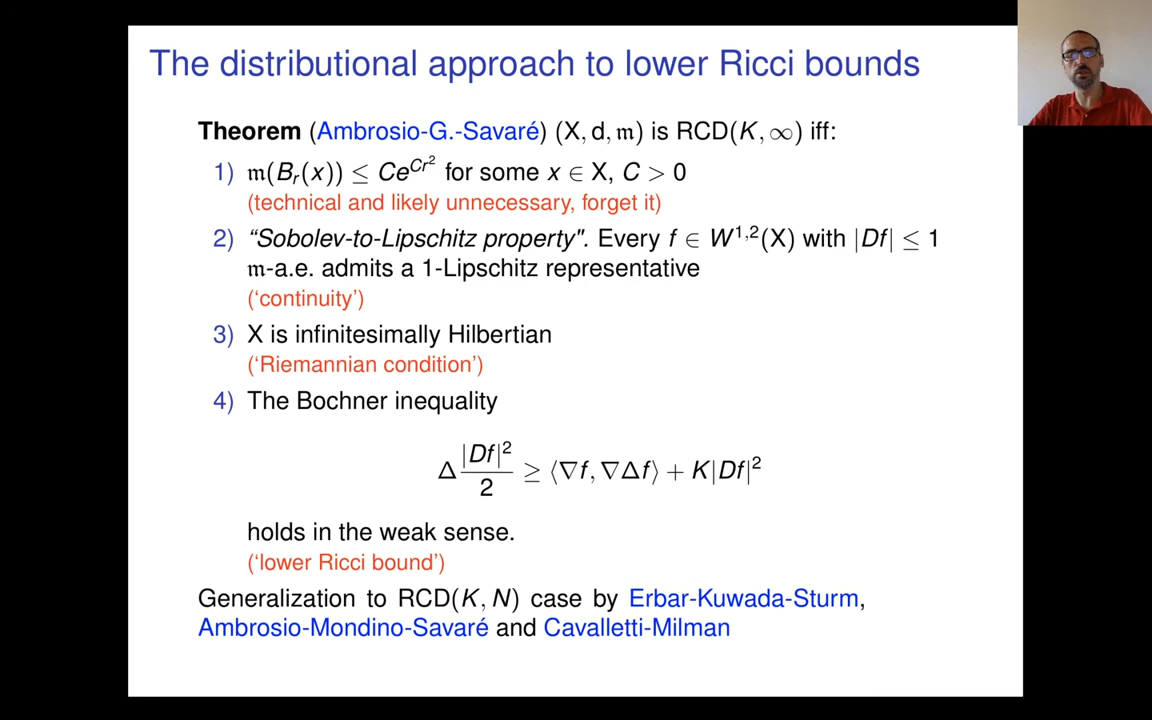 The distributional approach to lower Ricci bounds
Theorem (Ambrosio-G.-Savaré) (X, d, 𝔪) is RCD(K, ∞) iff:
1) 𝔪(Bᵣ(x)) ≤ Ce^{Cr²} for some x ∈ X, C > 0
(technical and likely unnecessary, forget it)
2) “Sobolev-to-Lipschitz property". Every f ∈ W^{1,2}(X) with |Df| ≤ 1
𝔪-a.e. admits a 1-Lipschitz representative
(‘continuity’)
3) X is infinitesimally Hilbertian
(‘Riemannian condition’)
4) The Bochner inequality
Δ |Df|²/2 ≥ ⟨∇f, ∇Δf⟩ + K|Df|²
holds in the weak sense.
(‘lower Ricci bound’)
Generalization to RCD(K, N) case by Erbar-Kuwada-Sturm,
Ambrosio-Mondino-Savaré and Cavalletti-Milman